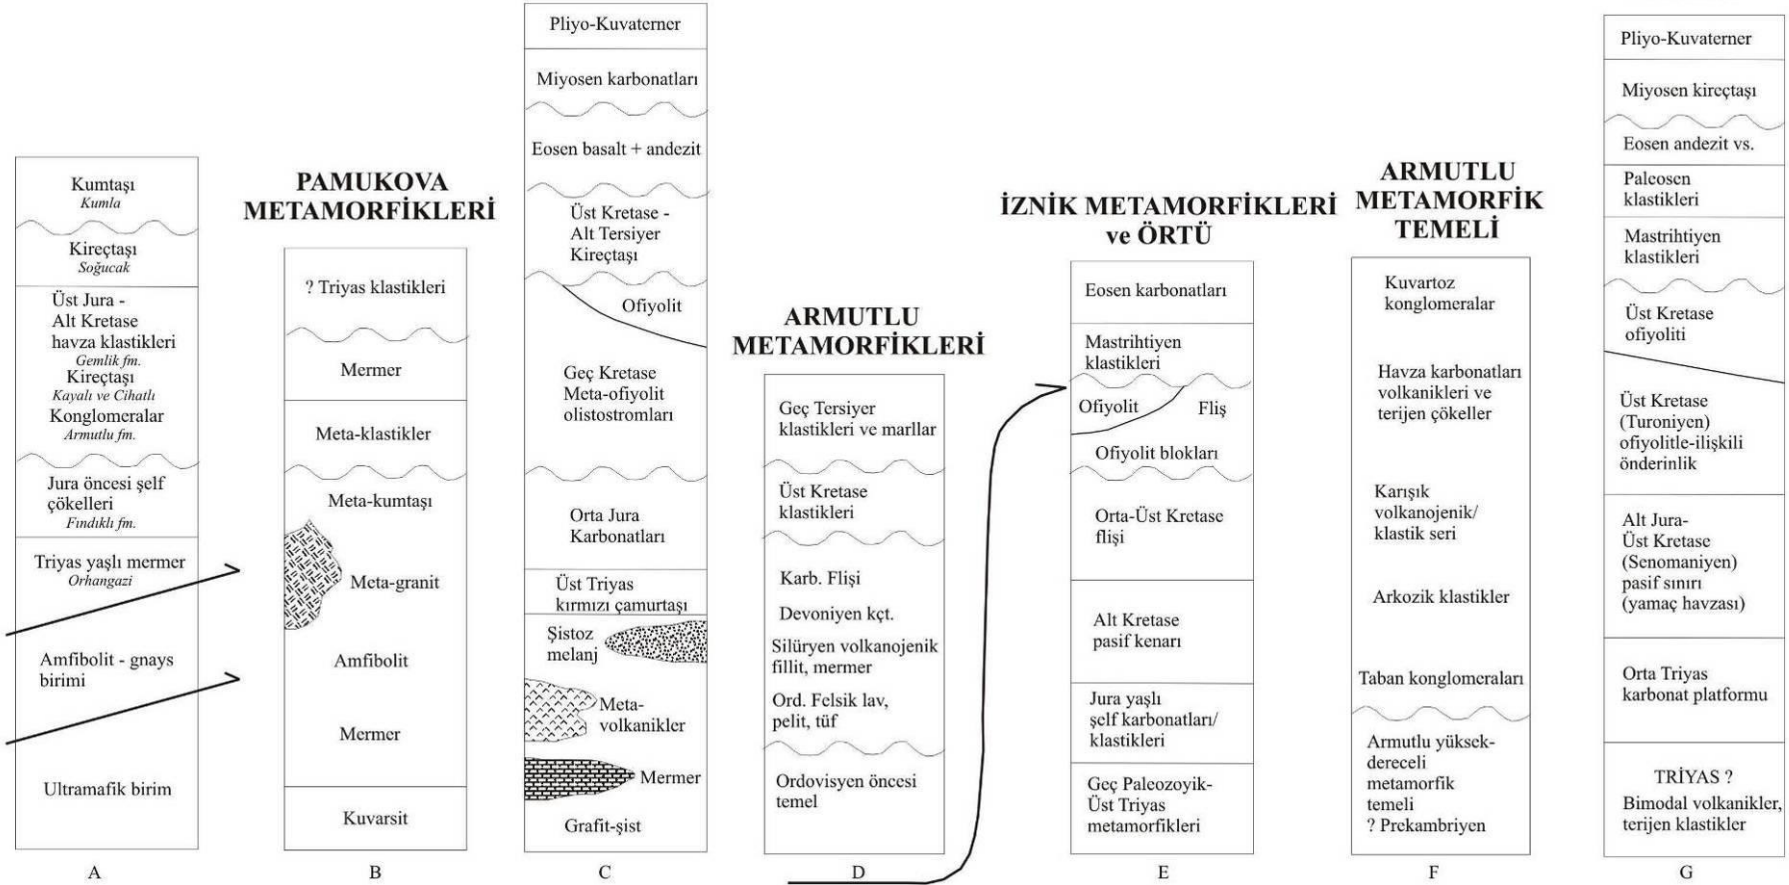 Kumtaşı
Kumla
Kireçtaşı
Soğucak
Üst Jura -
Alt Kretase
havza klastikleri
Gemlik fm.
Kireçtaşı
Kayalı ve Cihatlı
Konglomeralar
Armutlu fm.
Jura öncesi şelf
çökelleri
Fındıklı fm.
Triyas yaşlı mermer
Orhangazi
Amfibolit - gnays
birimi
Ultramafik birim
A
PAMUKOVA
METAMORFİKLERİ
? Triyas klastikleri
Mermer
Meta-klastikler
Meta-kumtaşı
Meta-granit
Amfibolit
Mermer
Kuvarsit
B
Pliyo-Kuvaterner
Miyosen karbonatları
Eosen basalt + andezit
Üst Kretase -
Alt Tersiyer
Kireçtaşı
Ofiyolit
Geç Kretase
Meta-ofiyolit
olistostromları
Orta Jura
Karbonatları
Üst Triyas
kırmızı çamurtaşı
Şistoz
melanj
Meta-
volkanikler
Mermer
Grafit-şist
C
ARMUTLU
METAMORFİKLERİ
Geç Tersiyer
klastikleri ve marllar
Üst Kretase
klastikleri
Karb. Flişi
Devoniyen kçt.
Silüryen volkanojenik
fillit, mermer
Ord. Felsik lav,
pelit, tüf
Ordovisyen öncesi
temel
D
İZNİK METAMORFİKLERİ
ve ÖRTÜ
Eosen karbonatları
Mastrihtiyen
klastikleri
Ofiyolit
Fliş
Ofiyolit blokları
Orta-Üst Kretase
flişi
Alt Kretase
pasif kenarı
Jura yaşlı
şelf karbonatları/
klastikleri
Geç Paleozoyik-
Üst Triyas
metamorfikleri
E
ARMUTLU
METAMORFİK
TEMELİ
Kuvartoz
konglomeralar
Havza karbonatları
volkanikleri ve
terijen çökeller
Karışık
volkanojenik/
klastik seri
Arkozik klastikler
Taban konglomeraları
Armutlu yüksek-
dereceli
metamorfik
temeli
? Prekambriyen
F
Pliyo-Kuvaterner
Miyosen kireçtaşı
Eosen andezit vs.
Paleosen
klastikleri
Mastrihtiyen
klastikleri
Üst Kretase
ofiyoliti
Üst Kretase
(Turoniyen)
ofiyolitle-ilişkili
önderinlik
Alt Jura-
Üst Kretase
(Senomaniyen)
pasif sınırı
(yamaç havzası)
Orta Triyas
karbonat platformu
TRİYAS ?
Bimodal volkanikler,
terijen klastikler
G